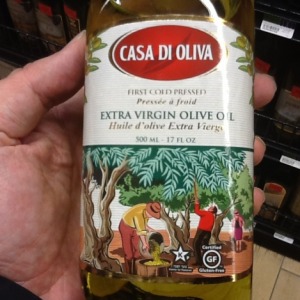 CASA DI OLIVA
FIRST COLD PRESSED
Pressée à froid
EXTRA VIRGIN OLIVE OIL
Huile d'olive Extra Vierge
500 ML - 17 FL OZ
Certified
GF
Gluten-Free